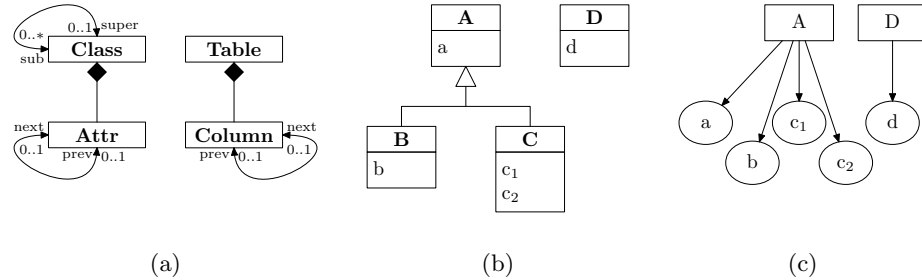 0..*
0..1
super
sub
Class
next
0..1
Attr
prev
0..1
Table
Column
next
0..1
prev
0..1
(a)
A
a
D
d
B
b
C
c₁
c₂
(b)
A
D
a
b
c₁
c₂
d
(c)